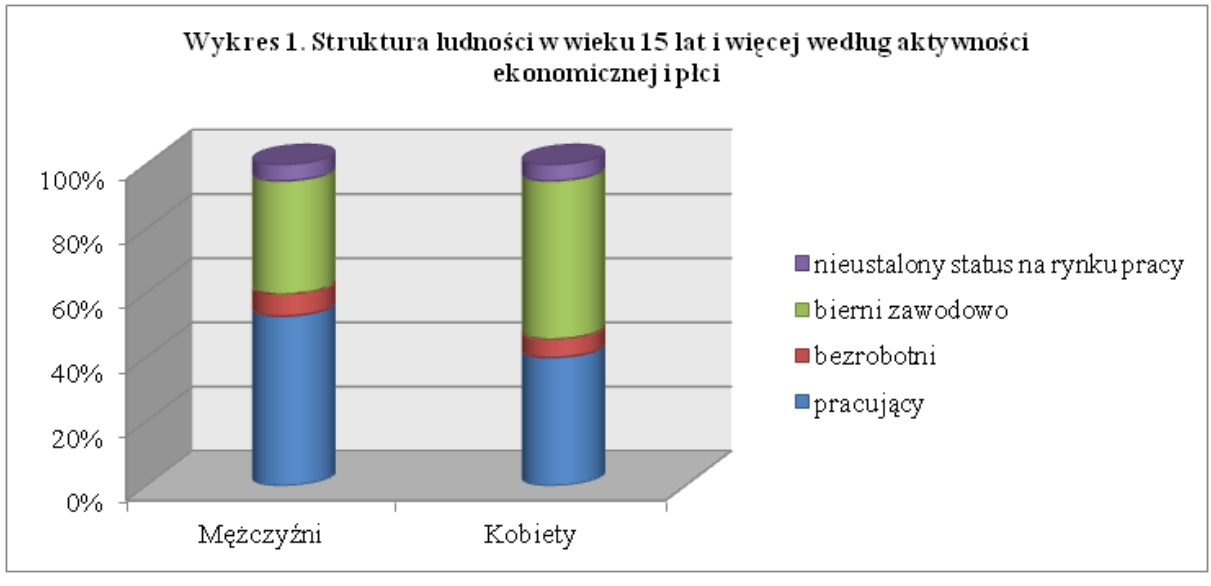 Wykres 1. Struktura ludności w wieku 15 lat i więcej według aktywności
ekonomicznej i płci
100%
80%
60%
40%
20%
0%
Mężczyźni
Kobiety
nieustalony status na rynku pracy
bierni zawodowo
bezrobotni
pracujący